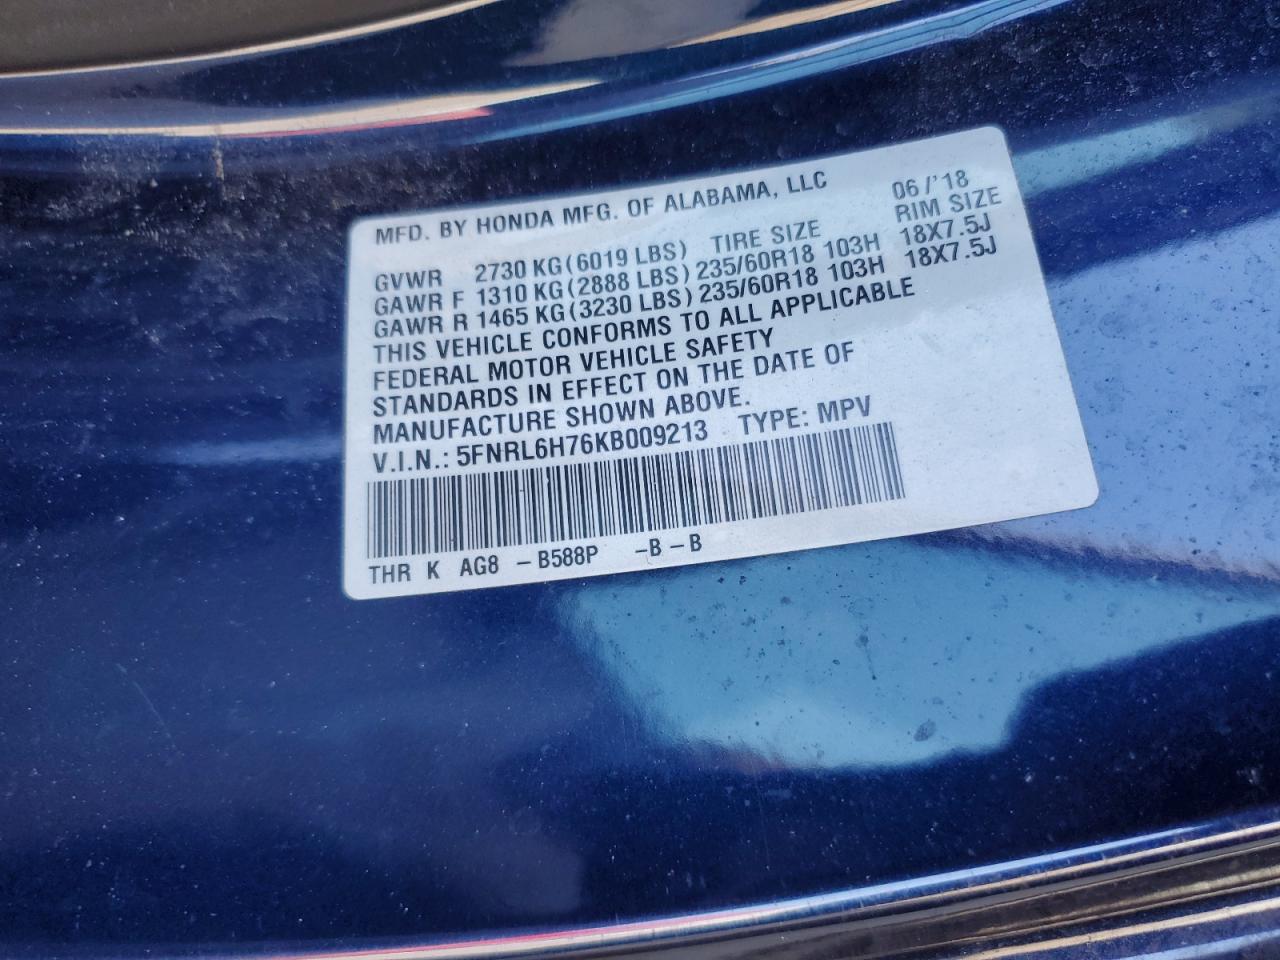 MFD. BY HONDA MFG. OF ALABAMA, LLC 06/'18
GVWR 2730 KG(6019 LBS) TIRE SIZE RIM SIZE
GAWR F 1310 KG(2888 LBS) 235/60R18 103H 18X7.5J
GAWR R 1465 KG(3230 LBS) 235/60R18 103H 18X7.5J
THIS VEHICLE CONFORMS TO ALL APPLICABLE
FEDERAL MOTOR VEHICLE SAFETY
STANDARDS IN EFFECT ON THE DATE OF
MANUFACTURE SHOWN ABOVE.
V.I.N.: 5FNRL6H76KB009213 TYPE: MPV
THR K AG8 -B588P -B-B